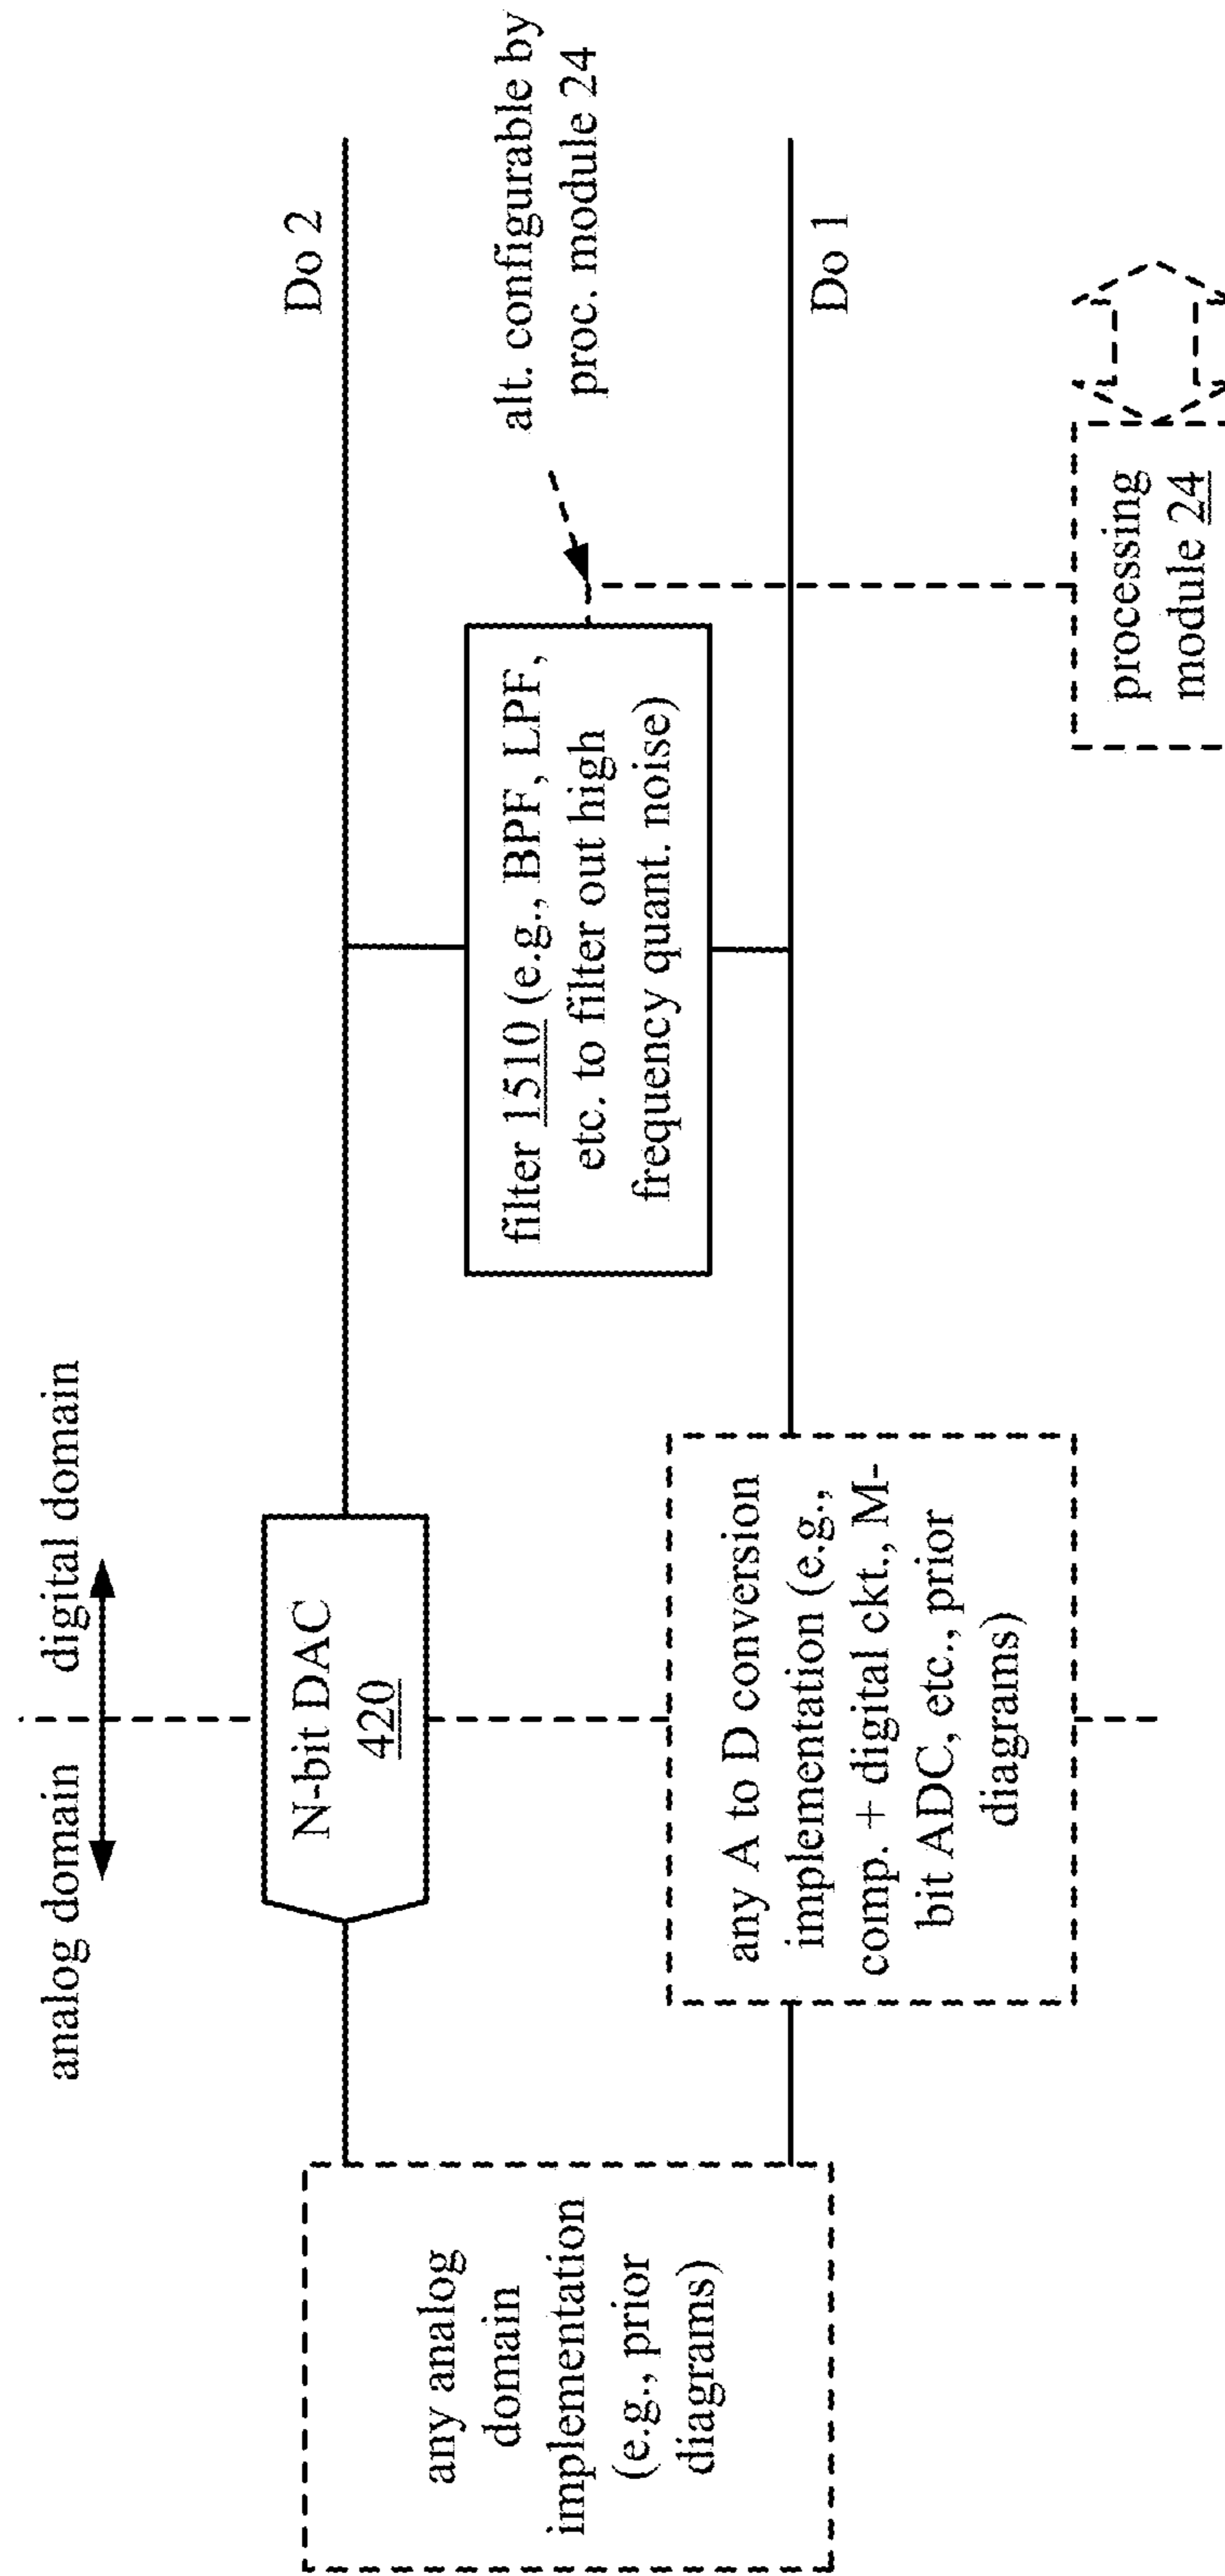 analog domain
digital domain
N-bit DAC
420
Do 2
any analog
domain
implementation
(e.g., prior
diagrams)
filter 1510 (e.g., BPF, LPF,
etc. to filter out high
frequency quant. noise)
alt. configurable by
proc. module 24
any A to D conversion
implementation (e.g.,
comp. + digital ckt., M-
bit ADC, etc., prior
diagrams)
Do 1
processing
module 24